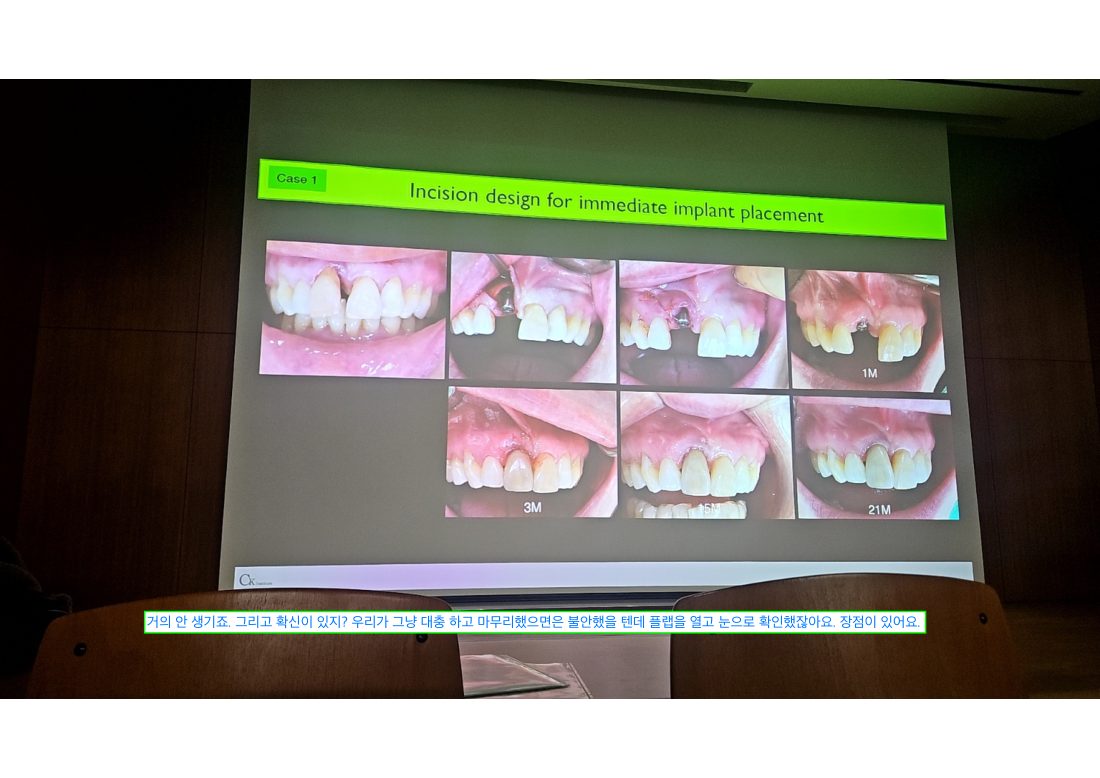 Case 1
Incision design for immediate implant placement
1M
3M
15M
21M
CK
거의 안 생기죠. 그리고 확신이 있지? 우리가 그냥 대충 하고 마무리했으면은 불안했을 텐데 플랩을 열고 눈으로 확인했잖아요. 장점이 있어요.